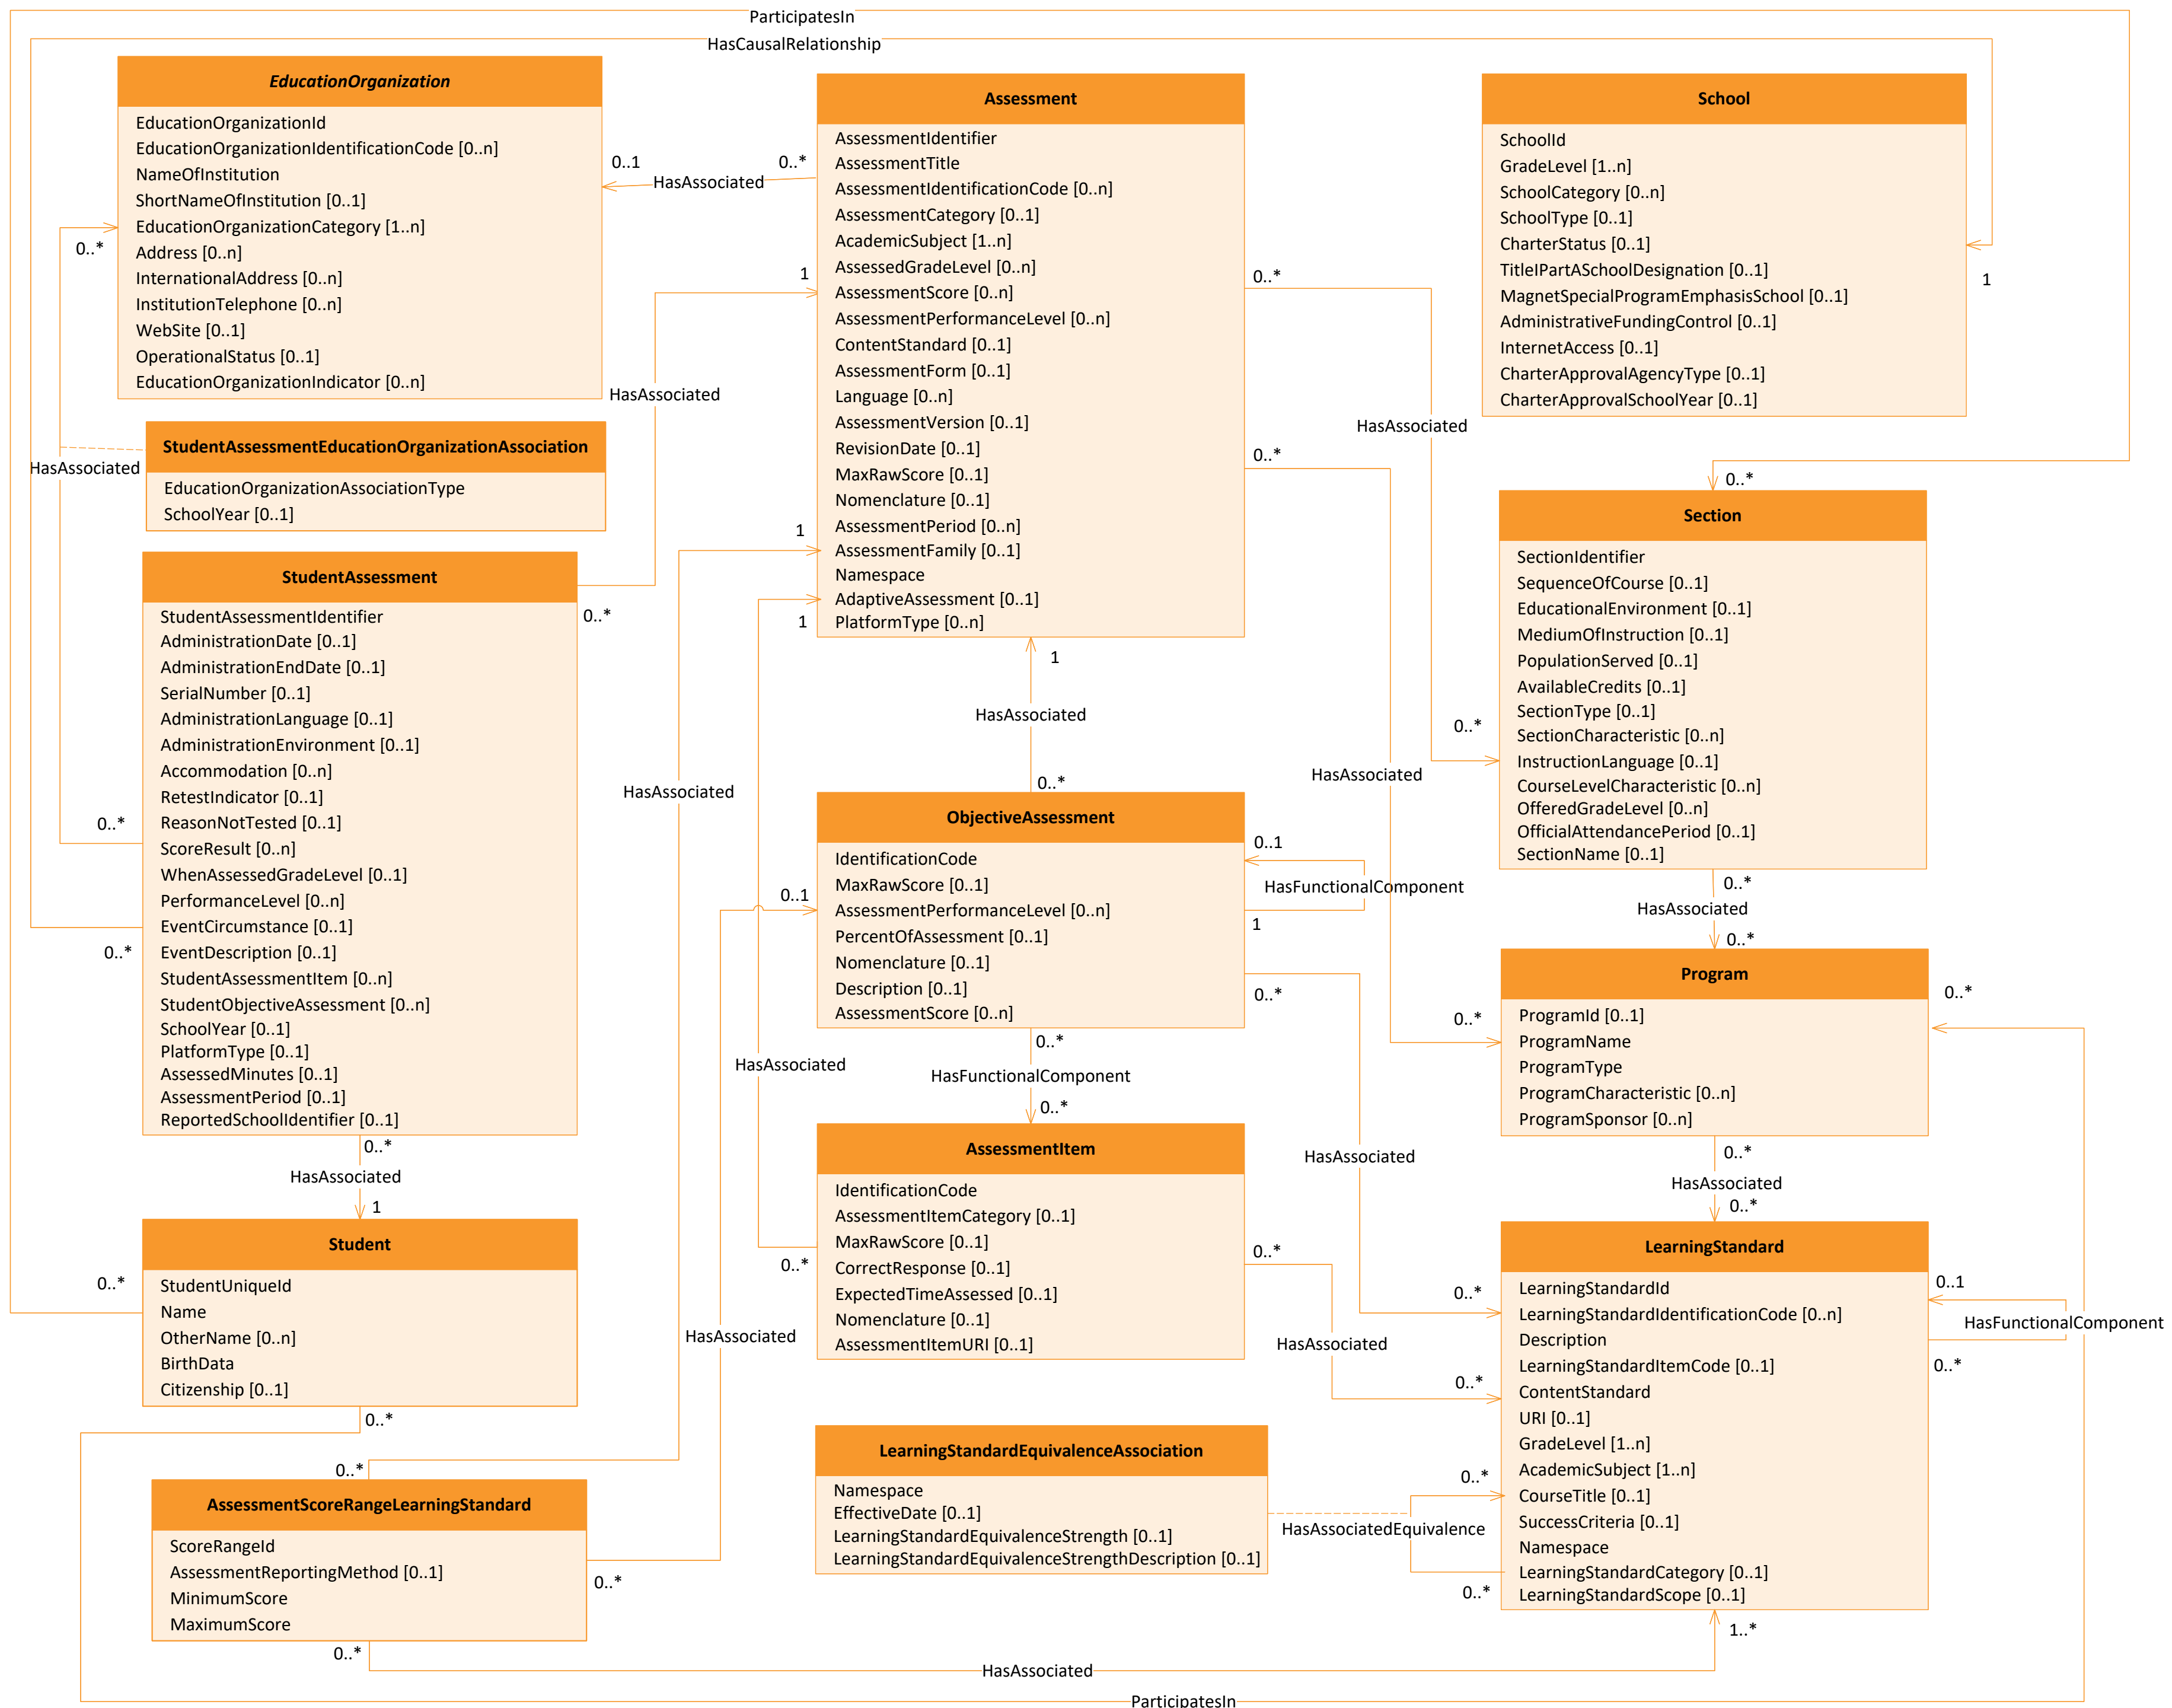 ParticipatesIn
HasCausalRelationship
EducationOrganization
EducationOrganizationId
EducationOrganizationIdentificationCode [0..n]
NameOfInstitution
ShortNameOfInstitution [0..1]
EducationOrganizationCategory [1..n]
Address [0..n]
InternationalAddress [0..n]
InstitutionTelephone [0..n]
WebSite [0..1]
OperationalStatus [0..1]
EducationOrganizationIndicator [0..n]
0..1
0..*
HasAssociated
0..*
Assessment
AssessmentIdentifier
AssessmentTitle
AssessmentIdentificationCode [0..n]
AssessmentCategory [0..1]
AcademicSubject [1..n]
AssessedGradeLevel [0..n]
AssessmentScore [0..n]
AssessmentPerformanceLevel [0..n]
ContentStandard [0..1]
AssessmentForm [0..1]
Language [0..n]
AssessmentVersion [0..1]
RevisionDate [0..1]
MaxRawScore [0..1]
Nomenclature [0..1]
AssessmentPeriod [0..n]
AssessmentFamily [0..1]
Namespace
AdaptiveAssessment [0..1]
PlatformType [0..n]
School
SchoolId
GradeLevel [1..n]
SchoolCategory [0..n]
SchoolType [0..1]
CharterStatus [0..1]
TitleIPartASchoolDesignation [0..1]
MagnetSpecialProgramEmphasisSchool [0..1]
AdministrativeFundingControl [0..1]
InternetAccess [0..1]
CharterApprovalAgencyType [0..1]
CharterApprovalSchoolYear [0..1]
1
1
0..*
HasAssociated
HasAssociated
0..*
StudentAssessmentEducationOrganizationAssociation
EducationOrganizationAssociationType
SchoolYear [0..1]
HasAssociated
0..*
Section
SectionIdentifier
SequenceOfCourse [0..1]
EducationalEnvironment [0..1]
MediumOfInstruction [0..1]
PopulationServed [0..1]
AvailableCredits [0..1]
SectionType [0..1]
SectionCharacteristic [0..n]
InstructionLanguage [0..1]
CourseLevelCharacteristic [0..n]
OfferedGradeLevel [0..n]
OfficialAttendancePeriod [0..1]
SectionName [0..1]
StudentAssessment
StudentAssessmentIdentifier
AdministrationDate [0..1]
AdministrationEndDate [0..1]
SerialNumber [0..1]
AdministrationLanguage [0..1]
AdministrationEnvironment [0..1]
Accommodation [0..n]
RetestIndicator [0..1]
ReasonNotTested [0..1]
ScoreResult [0..n]
WhenAssessedGradeLevel [0..1]
PerformanceLevel [0..n]
EventCircumstance [0..1]
EventDescription [0..1]
StudentAssessmentItem [0..n]
StudentObjectiveAssessment [0..n]
SchoolYear [0..1]
PlatformType [0..1]
AssessedMinutes [0..1]
AssessmentPeriod [0..1]
ReportedSchoolIdentifier [0..1]
1
0..*
1
1
HasAssociated
0..*
0..*
HasAssociated
HasAssociated
0..*
0..*
ObjectiveAssessment
IdentificationCode
MaxRawScore [0..1]
AssessmentPerformanceLevel [0..n]
PercentOfAssessment [0..1]
Nomenclature [0..1]
Description [0..1]
AssessmentScore [0..n]
0..1
HasFunctionalComponent
1
0..1
0..*
HasAssociated
0..*
0..*
0..*
0..*
Program
ProgramId [0..1]
ProgramName
ProgramType
ProgramCharacteristic [0..n]
ProgramSponsor [0..n]
0..*
HasAssociated
HasFunctionalComponent
0..*
AssessmentItem
IdentificationCode
AssessmentItemCategory [0..1]
MaxRawScore [0..1]
CorrectResponse [0..1]
ExpectedTimeAssessed [0..1]
Nomenclature [0..1]
AssessmentItemURI [0..1]
0..*
HasAssociated
1
HasAssociated
0..*
HasAssociated
0..*
Student
StudentUniqueId
Name
OtherName [0..n]
BirthData
Citizenship [0..1]
0..*
0..*
0..*
0..*
HasAssociated
0..*
HasAssociated
0..*
LearningStandard
LearningStandardId
LearningStandardIdentificationCode [0..n]
Description
LearningStandardItemCode [0..1]
ContentStandard
URI [0..1]
GradeLevel [1..n]
AcademicSubject [1..n]
CourseTitle [0..1]
SuccessCriteria [0..1]
Namespace
LearningStandardCategory [0..1]
LearningStandardScope [0..1]
0..1
HasFunctionalComponent
0..*
LearningStandardEquivalenceAssociation
Namespace
EffectiveDate [0..1]
LearningStandardEquivalenceStrength [0..1]
LearningStandardEquivalenceStrengthDescription [0..1]
0..*
HasAssociatedEquivalence
0..*
0..*
AssessmentScoreRangeLearningStandard
ScoreRangeId
AssessmentReportingMethod [0..1]
MinimumScore
MaximumScore
0..*
0..*
1..*
HasAssociated
ParticipatesIn